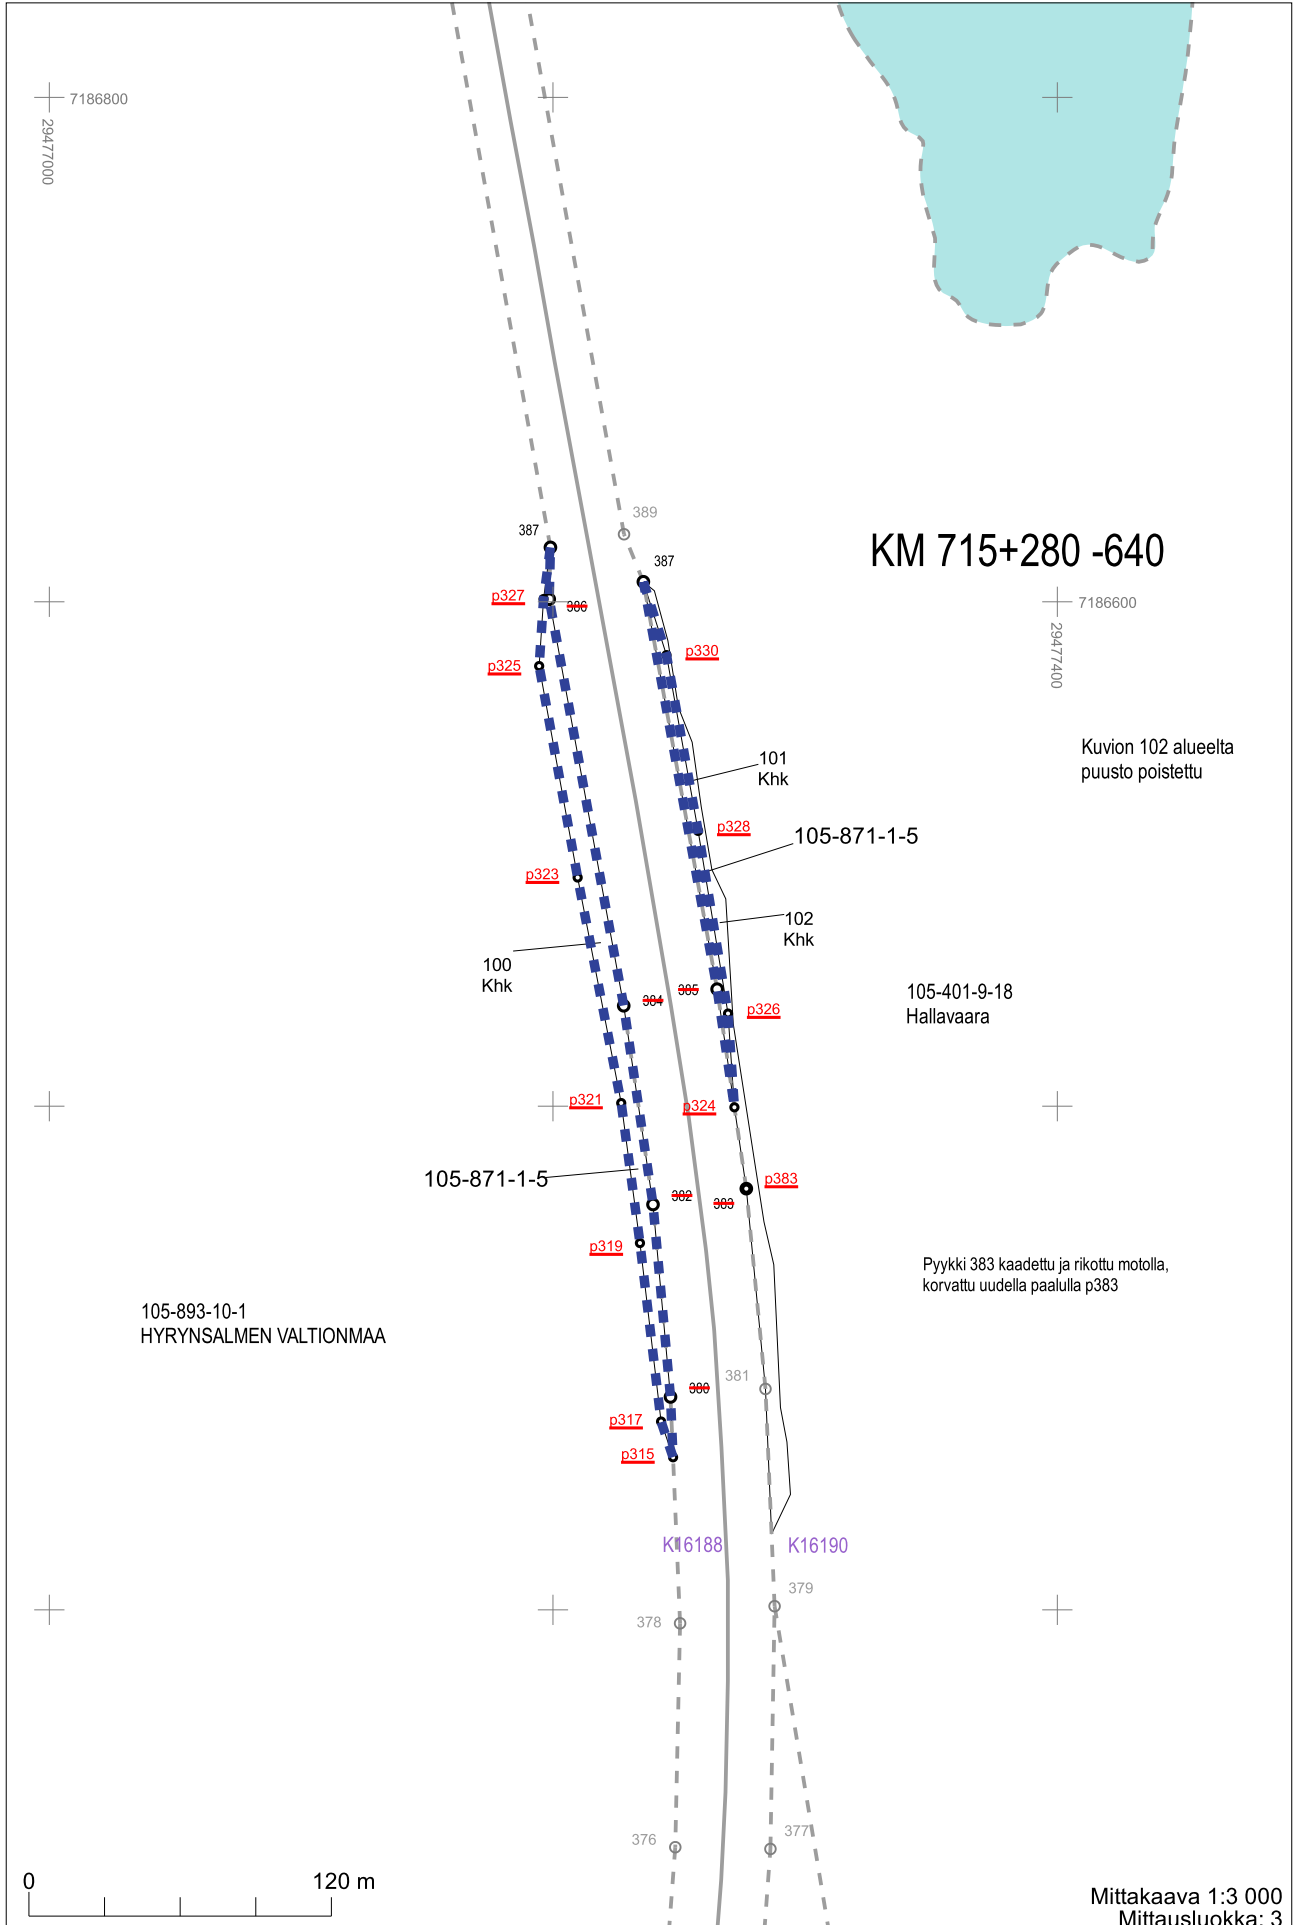 7186800
29477000
389
387
387
KM 715+280 -640
p327
386
7186600
29477400
p330
p325
Kuvion 102 alueelta
puusto poistettu
101
Khk
p328
105-871-1-5
p323
102
Khk
100
Khk
384
385
105-401-9-18
Hallavaara
p326
p321
p324
105-871-1-5
p383
382
383
p319
Pyykki 383 kaadettu ja rikottu motolla,
korvattu uudella paalulla p383
105-893-10-1
HYRYNSALMEN VALTIONMAA
381
380
p317
p315
K16188
K16190
379
378
377
376
0
120 m
Mittakaava 1:3 000
Mittausluokka: 3